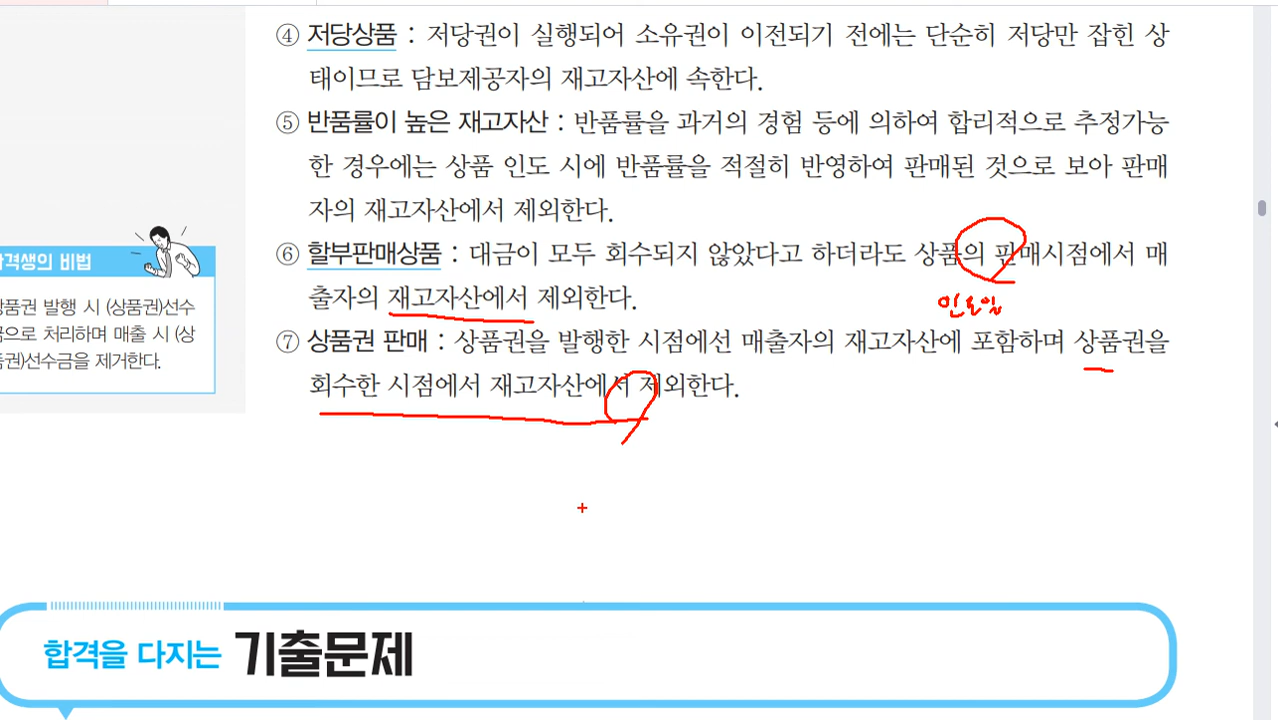 ④ 저당상품 : 저당권이 실행되어 소유권이 이전되기 전에는 단순히 저당만 잡힌 상
태이므로 담보제공자의 재고자산에 속한다.
⑤ 반품률이 높은 재고자산 : 반품률을 과거의 경험 등에 의하여 합리적으로 추정가능
한 경우에는 상품 인도 시에 반품률을 적절히 반영하여 판매된 것으로 보아 판매
자의 재고자산에서 제외한다.
⑥ 할부판매상품 : 대금이 모두 회수되지 않았다고 하더라도 상품의 판매시점에서 매
출자의 재고자산에서 제외한다.
인도일
⑦ 상품권 판매 : 상품권을 발행한 시점에선 매출자의 재고자산에 포함하며 상품권을
회수한 시점에서 재고자산에서 제외한다.
격생의 비법
품권 발행 시 (상품권)선수
으로 처리하며 매출 시 (상
권)선수금을 제거한다.
합격을 다지는 기출문제